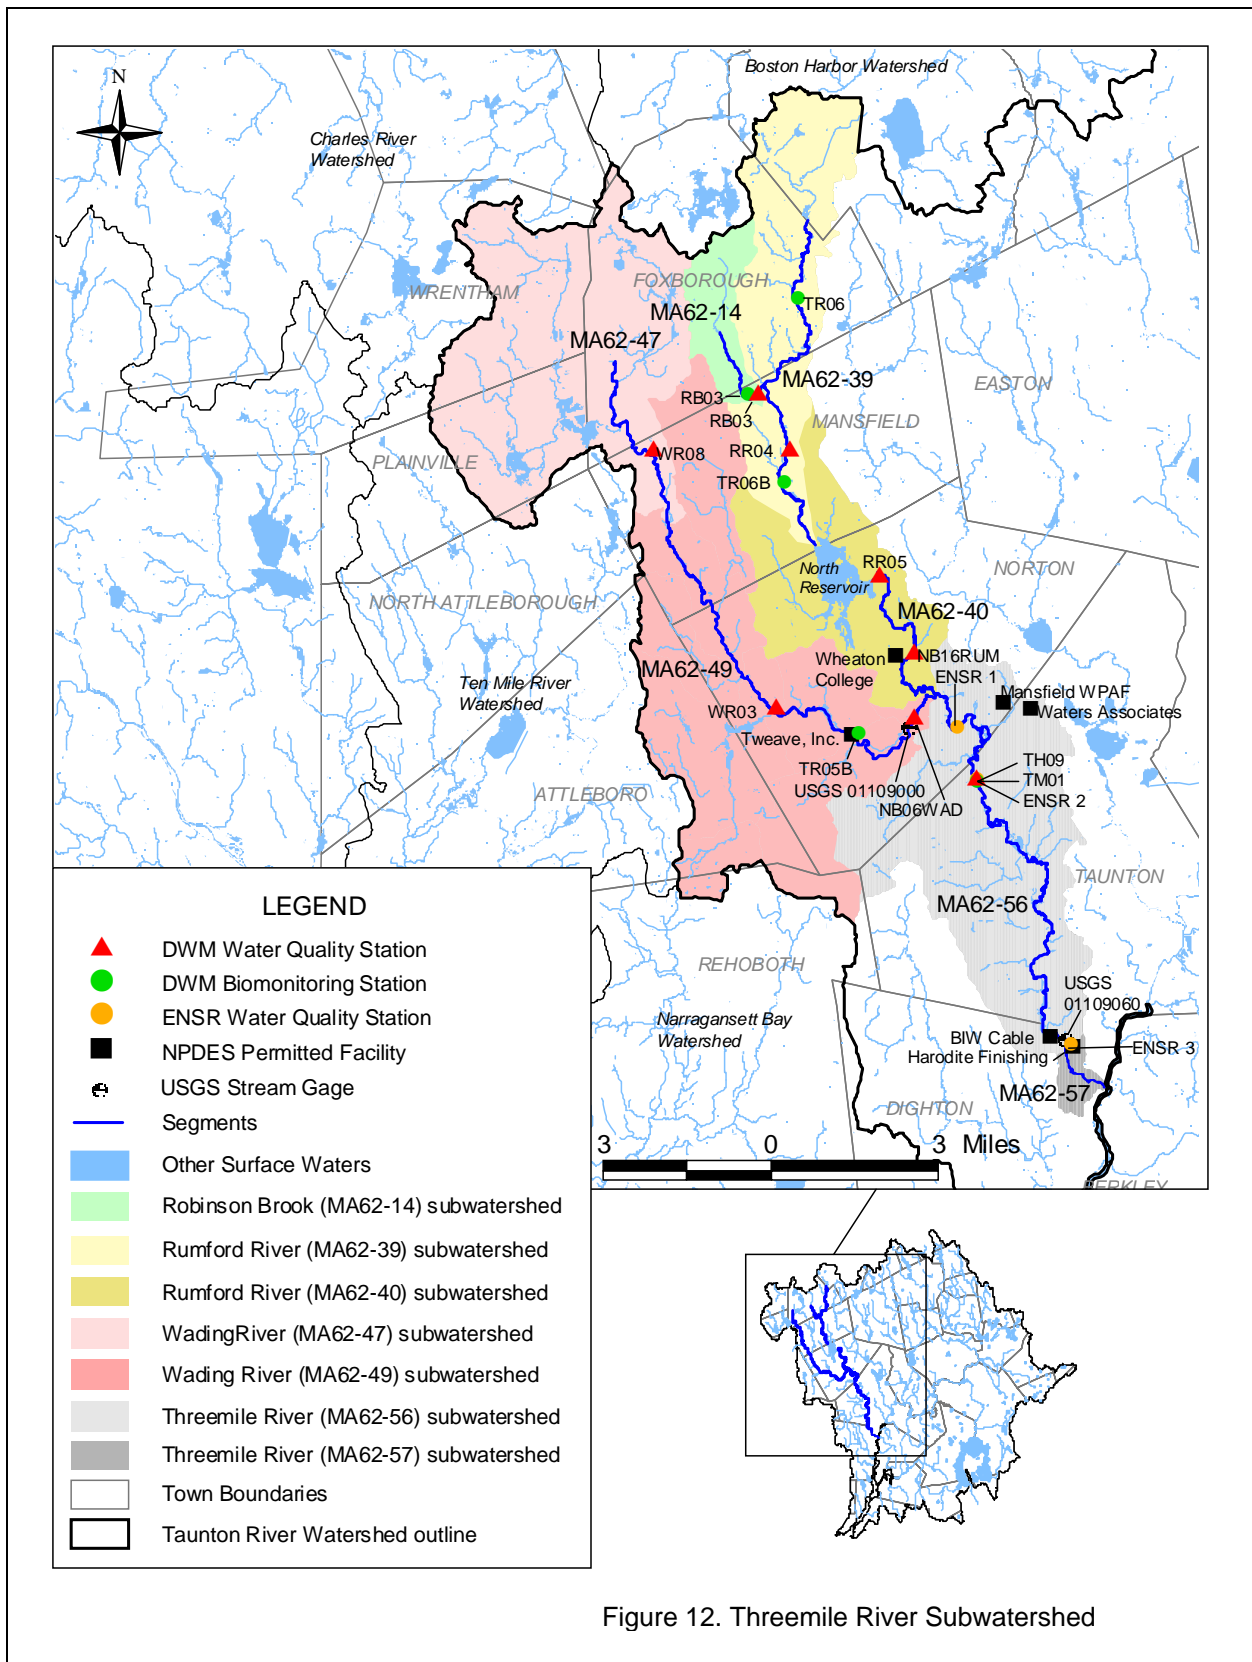 Boston Harbor Watershed
N
Charles River
Watershed
WRENTHAM
FOXBOROUGH
MA62-14
TR06
MA62-47
MA62-39
EASTON
RB03
RB03
MANSFIELD
PLAINVILLE
WR08
RR04
TR06B
RR05
North
Reservoir
NORTON
NORTH ATTLEBOROUGH
MA62-40
MA62-49
Wheaton
College
NB16RUM
ENSR 1
Ten Mile River
Watershed
Mansfield WPAF
Waters Associates
WR03
Tweave, Inc.
TR05B
USGS 01109000
NB06WAD
TH09
TM01
ENSR 2
ATTLEBORO
TAUNTON
MA62-56
REHOBOTH
USGS
01109060
Narragansett Bay
Watershed
BIW Cable
Harodite Finishing
ENSR 3
MA62-57
DIGHTON
3 0 3 Miles
BERKLEY
LEGEND
DWM Water Quality Station
DWM Biomonitoring Station
ENSR Water Quality Station
NPDES Permitted Facility
USGS Stream Gage
Segments
Other Surface Waters
Robinson Brook (MA62-14) subwatershed
Rumford River (MA62-39) subwatershed
Rumford River (MA62-40) subwatershed
WadingRiver (MA62-47) subwatershed
Wading River (MA62-49) subwatershed
Threemile River (MA62-56) subwatershed
Threemile River (MA62-57) subwatershed
Town Boundaries
Taunton River Watershed outline
Figure 12. Threemile River Subwatershed